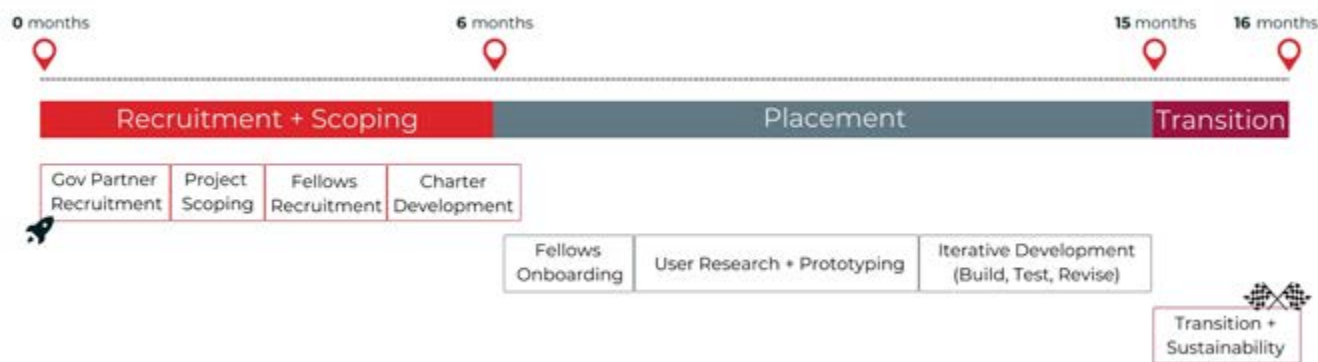 0 months
6 months
15 months
16 months
Recruitment + Scoping
Placement
Transition
Gov Partner
Recruitment
Project
Scoping
Fellows
Recruitment
Charter
Development
Fellows
Onboarding
User Research + Prototyping
Iterative Development
(Build, Test, Revise)
Transition +
Sustainability